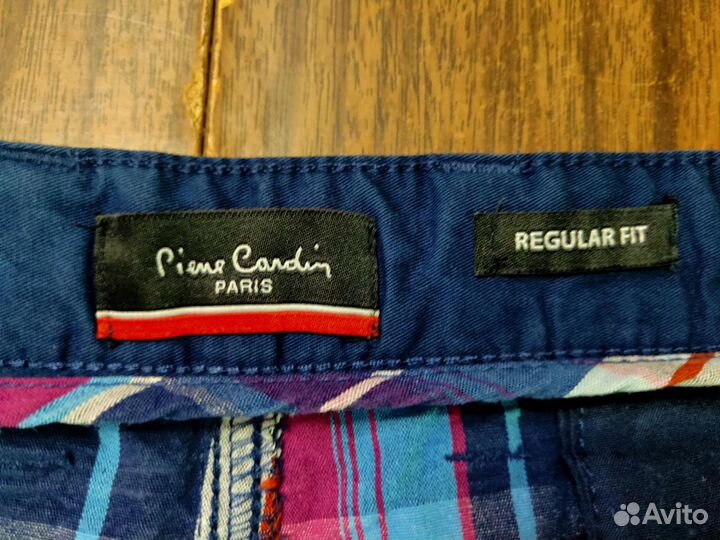 Pierre Cardin
PARIS
REGULAR FIT
Avito